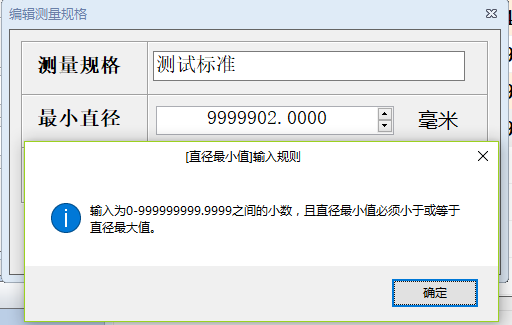 编辑测量规格
测量规格 测试标准
最小直径 9999902.0000 毫米
[直径最小值]输入规则
输入为0-999999999.9999之间的小数，且直径最小值必须小于或等于
直径最大值。
确定